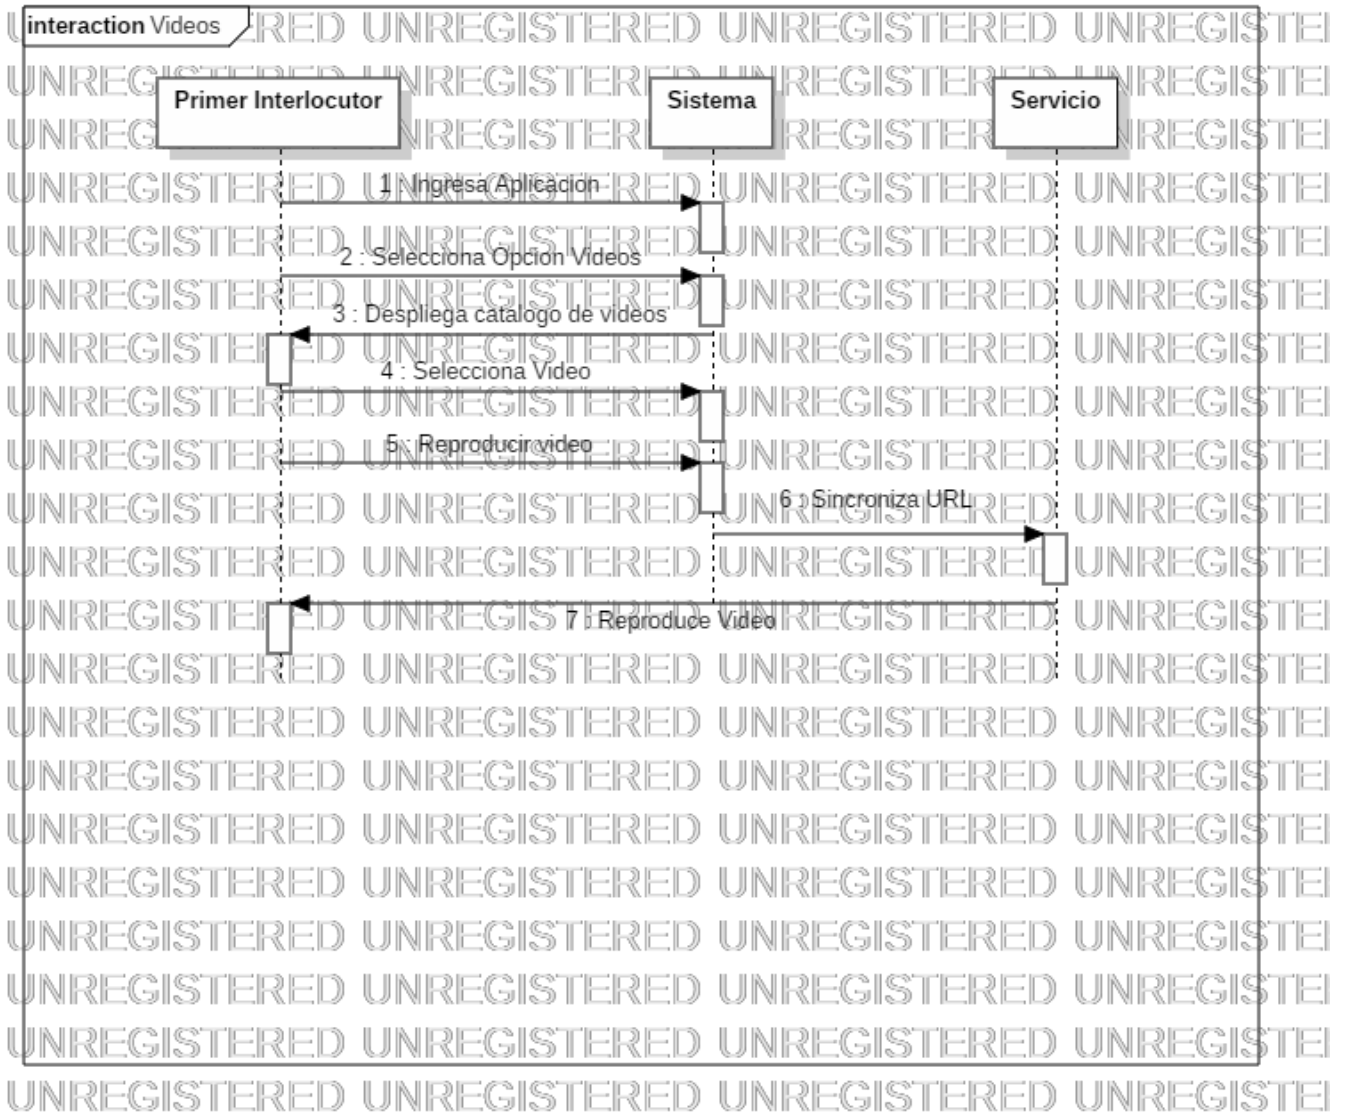 interaction Videos
UNREGISTERED UNREGISTERED UNREGISTERED UNREGISTEI
Primer Interlocutor
Sistema
Servicio
1 : Ingresa Aplicacion
2 : Selecciona Opcion Videos
3 : Despliega catalogo de videos
4 : Selecciona Video
5 : Reproducir video
6 : Sincroniza URL
7 : Reproduce Video